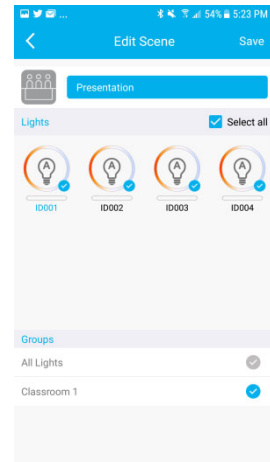 ... 54% 5:23 PM
Edit Scene Save
Presentation
Lights Select all
A A A A
ID001 ID002 ID003 ID004
Groups
All Lights
Classroom 1